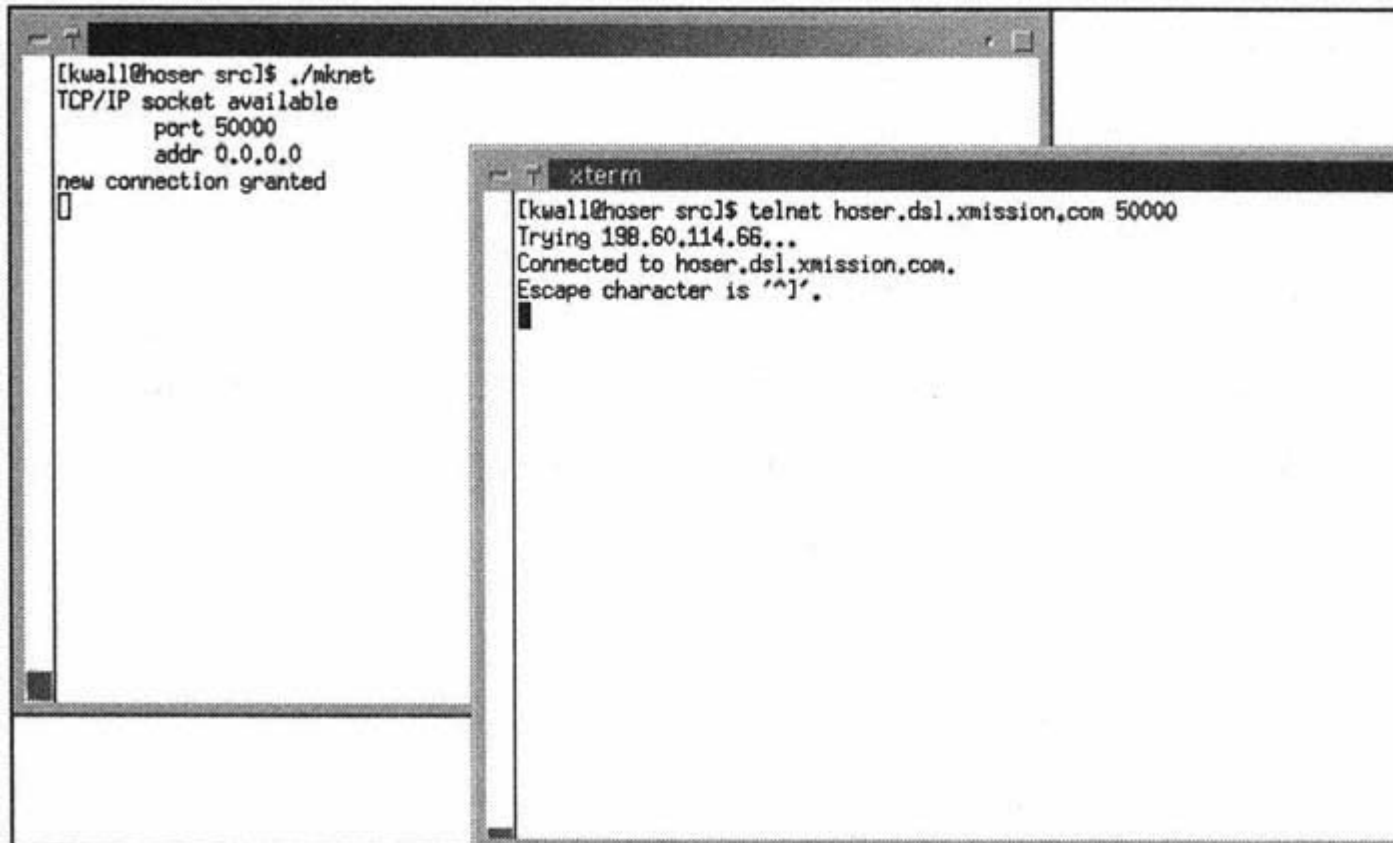 [kwall@hoser src]$ ./mknet
TCP/IP socket available
port 50000
addr 0.0.0.0
new connection granted
xterm
[kwall@hoser src]$ telnet hoser.dsl.xmission.com 50000
Trying 198.60.114.66...
Connected to hoser.dsl.xmission.com.
Escape character is '^]'.